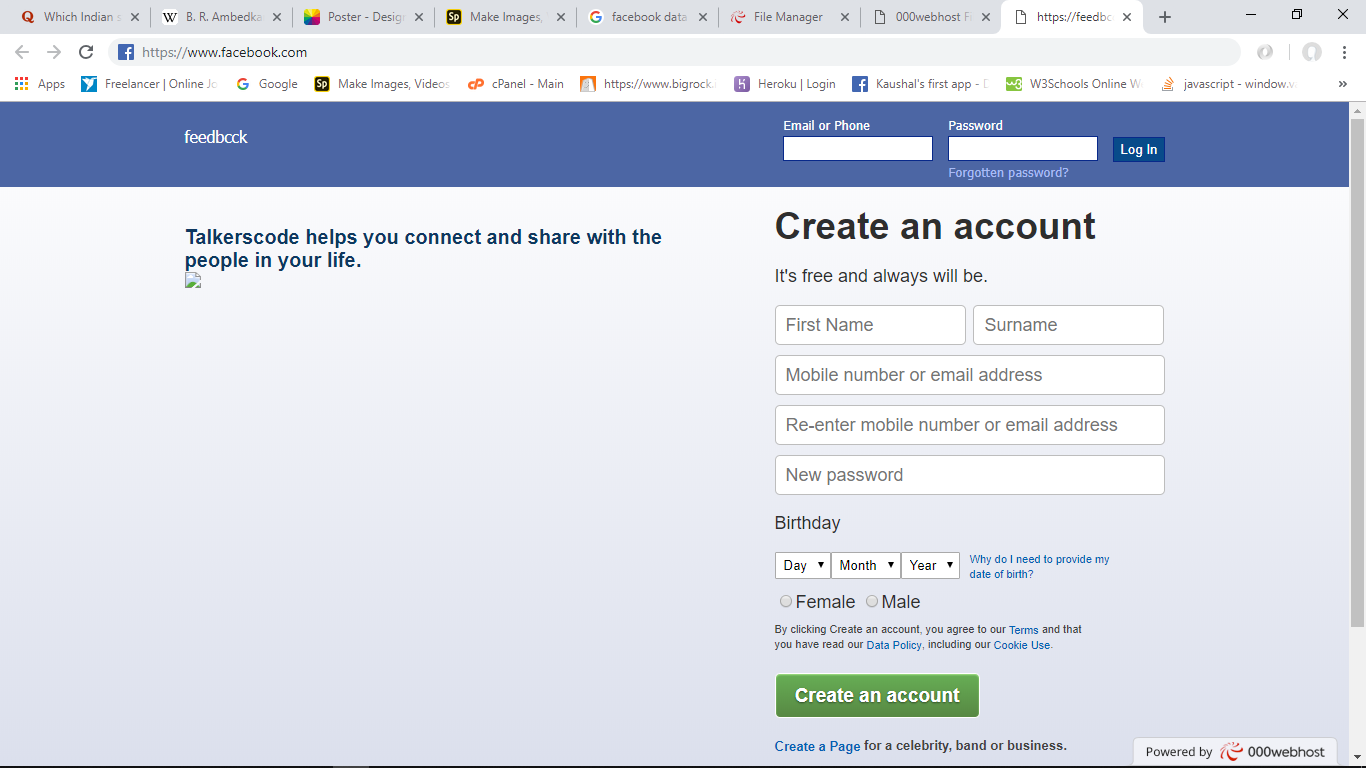 Which Indian s
B. R. Ambedka
Poster - Design
Make Images,
facebook data
File Manager
000webhost F
https://feedbc
https://www.facebook.com
Apps
Freelancer | Online Jo
Google
Make Images, Videos
cPanel - Main
https://www.bigrock.
Heroku | Login
Kaushal's first app - D
W3Schools Online We
javascript - window.
feedbcck
Email or Phone Password
Log In
Forgotten password?
Talkerscode helps you connect and share with the
people in your life.
Create an account
It's free and always will be.
First Name Surname
Mobile number or email address
Re-enter mobile number or email address
New password
Birthday
Day Month Year
Why do I need to provide my
date of birth?
Female Male
By clicking Create an account, you agree to our Terms and that
you have read our Data Policy, including our Cookie Use.
Create an account
Create a Page for a celebrity, band or business.
Powered by 000webhost